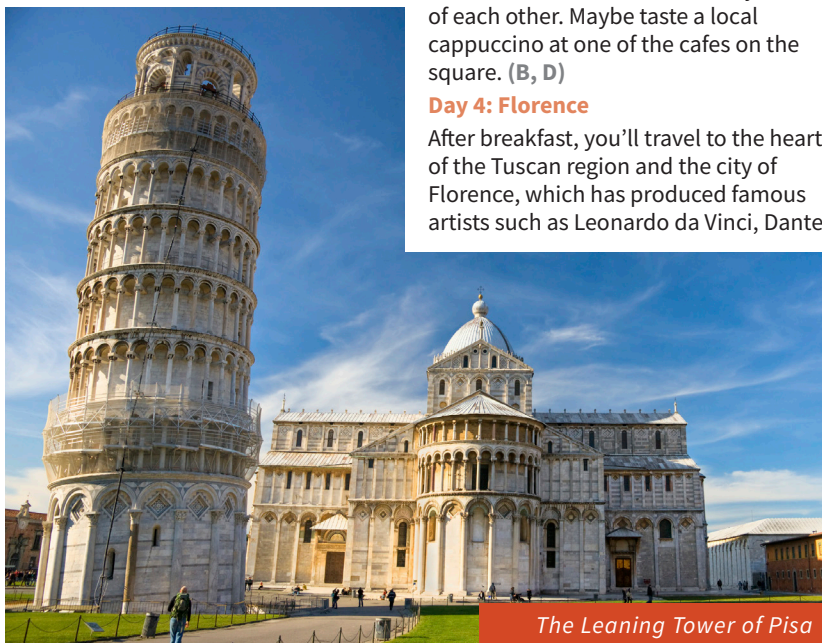 of each other. Maybe taste a local
cappuccino at one of the cafes on the
square. (B, D)
Day 4: Florence
After breakfast, you’ll travel to the heart
of the Tuscan region and the city of
Florence, which has produced famous
artists such as Leonardo da Vinci, Dante
The Leaning Tower of Pisa